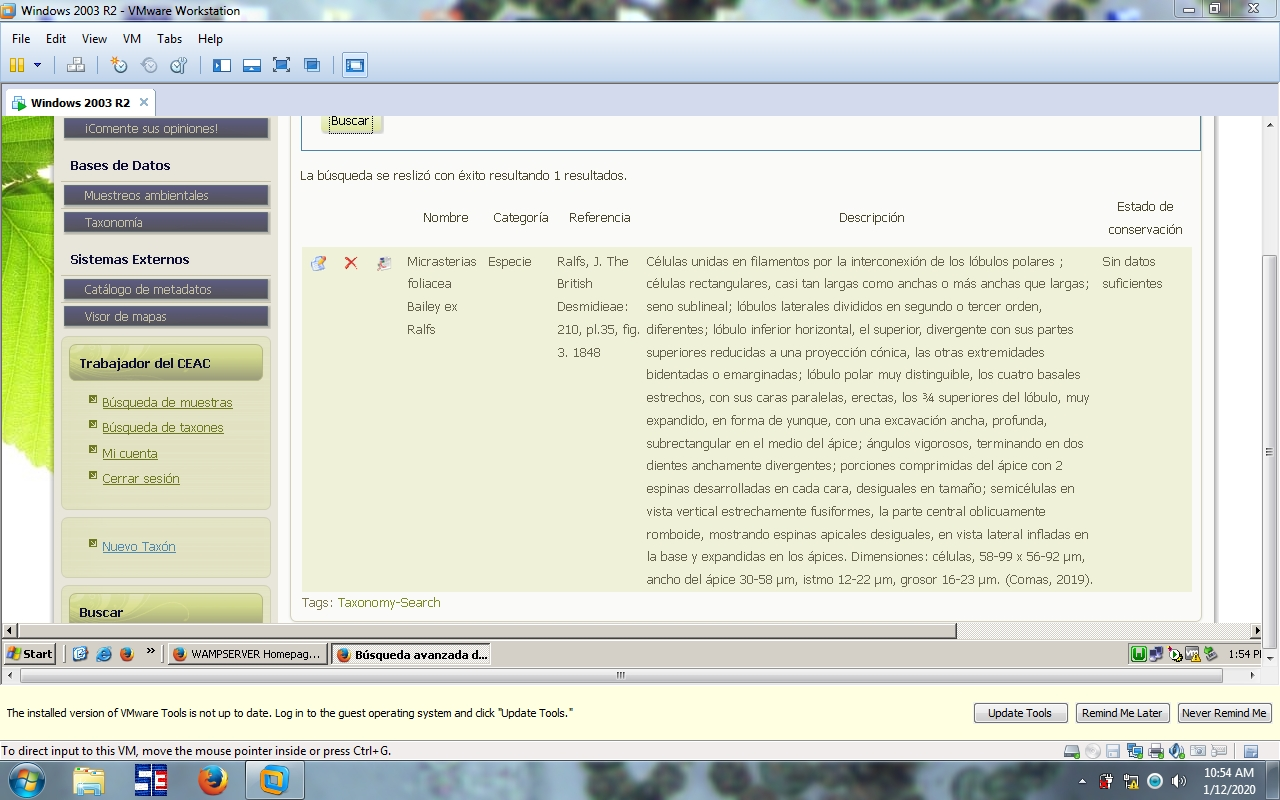 Windows 2003 R2 - VMware Workstation
File Edit View VM Tabs Help
Windows 2003 R2
¡Comente sus opiniones!
Bases de Datos
Muestreos ambientales
Taxonomía
Sistemas Externos
Catálogo de metadatos
Visor de mapas
Trabajador del CEAC
Búsqueda de muestras
Búsqueda de taxones
Mi cuenta
Cerrar sesión
Nuevo Taxón
Buscar
Buscar
La búsqueda se reslizó con éxito resultando 1 resultados.
Nombre Categoría Referencia Descripción Estado de
conservación
Micrasterias
foliacea
Bailey ex
Ralfs
Especie
Ralfs, J. The
British
Desmidieae:
210, pl.35, fig.
3. 1848
Células unidas en filamentos por la interconexión de los lóbulos polares ;
células rectangulares, casi tan largas como anchas o más anchas que largas;
seno sublineal; lóbulos laterales divididos en segundo o tercer orden,
diferentes; lóbulo inferior horizontal, el superior, divergente con sus partes
superiores reducidas a una proyección cónica, las otras extremidades
bidentadas o emarginadas; lóbulo polar muy distinguible, los cuatro basales
estrechos, con sus caras paralelas, erectas, los ¾ superiores del lóbulo, muy
expandido, en forma de yunque, con una excavación ancha, profunda,
subrectangular en el medio del ápice; ángulos vigorosos, terminando en dos
dientes anchamente divergentes; porciones comprimidas del ápice con 2
espinas desarrolladas en cada cara, desiguales en tamaño; semicélulas en
vista vertical estrechamente fusiformes, la parte central oblicuamente
romboide, mostrando espinas apicales desiguales, en vista lateral infladas en
la base y expandidas en los ápices. Dimensiones: células, 58-99 x 56-92 µm,
ancho del ápice 30-58 µm, istmo 12-22 µm, grosor 16-23 µm. (Comas, 2019).
Sin datos
suficientes
Tags: Taxonomy-Search
Start » WAMPSERVER Homepag... Búsqueda avanzada d... 1:54 P
The installed version of VMware Tools is not up to date. Log in to the guest operating system and click "Update Tools."
Update Tools Remind Me Later Never Remind Me
To direct input to this VM, move the mouse pointer inside or press Ctrl+G.
10:54 AM
1/12/2020